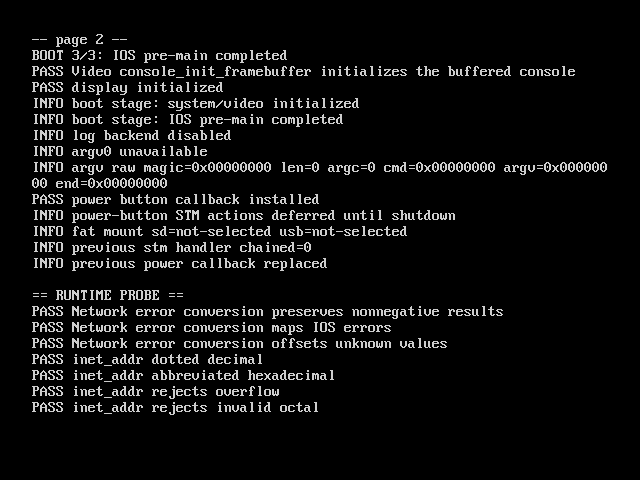 -- page 2 --
BOOT 3/3: IOS pre-main completed
PASS Video console_init_framebuffer initializes the buffered console
PASS display initialized
INFO boot stage: system/video initialized
INFO boot stage: IOS pre-main completed
INFO log backend disabled
INFO argv0 unavailable
INFO argv raw magic=0x00000000 len=0 argc=0 cmd=0x00000000 argv=0x000000
00 end=0x00000000
PASS power button callback installed
INFO power-button STM actions deferred until shutdown
INFO fat mount sd=not-selected usb=not-selected
INFO previous stm handler chained=0
INFO previous power callback replaced
== RUNTIME PROBE ==
PASS Network error conversion preserves nonnegative results
PASS Network error conversion maps IOS errors
PASS Network error conversion offsets unknown values
PASS inet_addr dotted decimal
PASS inet_addr abbreviated hexadecimal
PASS inet_addr rejects overflow
PASS inet_addr rejects invalid octal